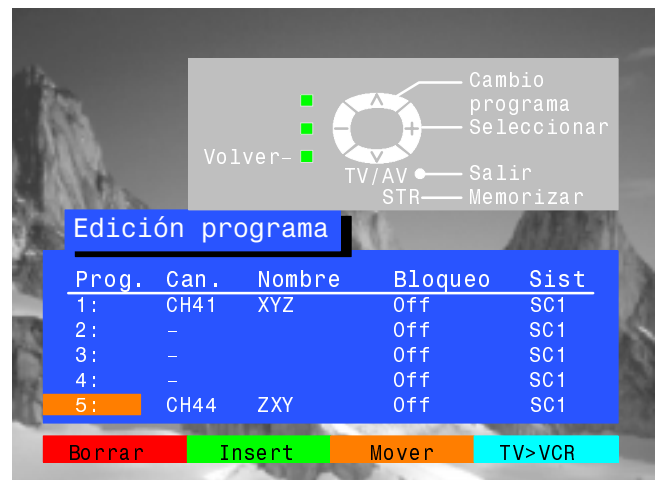 Cambio
programa
Seleccionar
Volver–
TV/AV Salir
STR Memorizar
Edición programa
Prog. Can. Nombre Bloqueo Sist
1: CH41 XYZ Off SC1
2: – Off SC1
3: – Off SC1
4: – Off SC1
5: CH44 ZXY Off SC1
Borrar Insert Mover TV>VCR